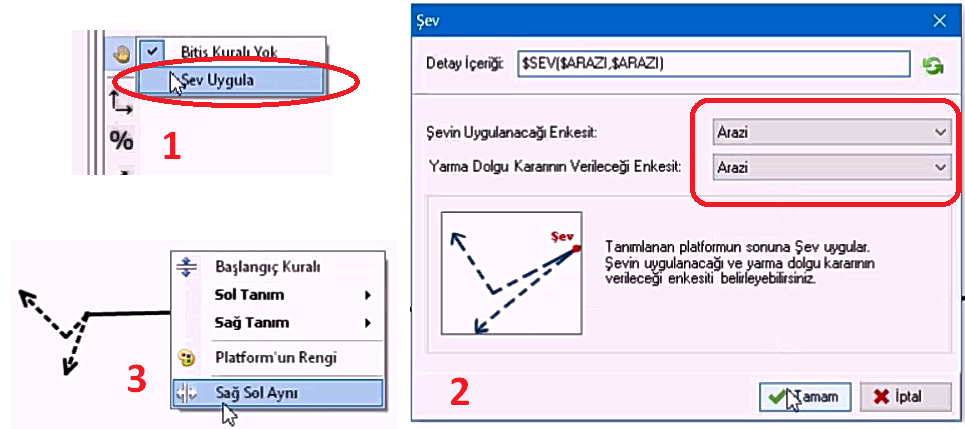 Bitiş Kuralı Yok
Şev Uygula
%
1
Şev
Detay İçeriği:
$SEV($ARAZI,$ARAZI)
Şevin Uygulanacağı Enkesit:
Arazi
Yarma Dolgu Kararının Verileceği Enkesit:
Arazi
Şev
Tanımlanan platformun sonuna Şev uygular.
Şevin uygulanacağı ve yarma dolgu kararının
verileceği enkesiti belirleyebilirsiniz.
2
Tamam
İptal
Başlangıç Kuralı
Sol Tanım
Sağ Tanım
Platform'un Rengi
Sağ Sol Aynı
3